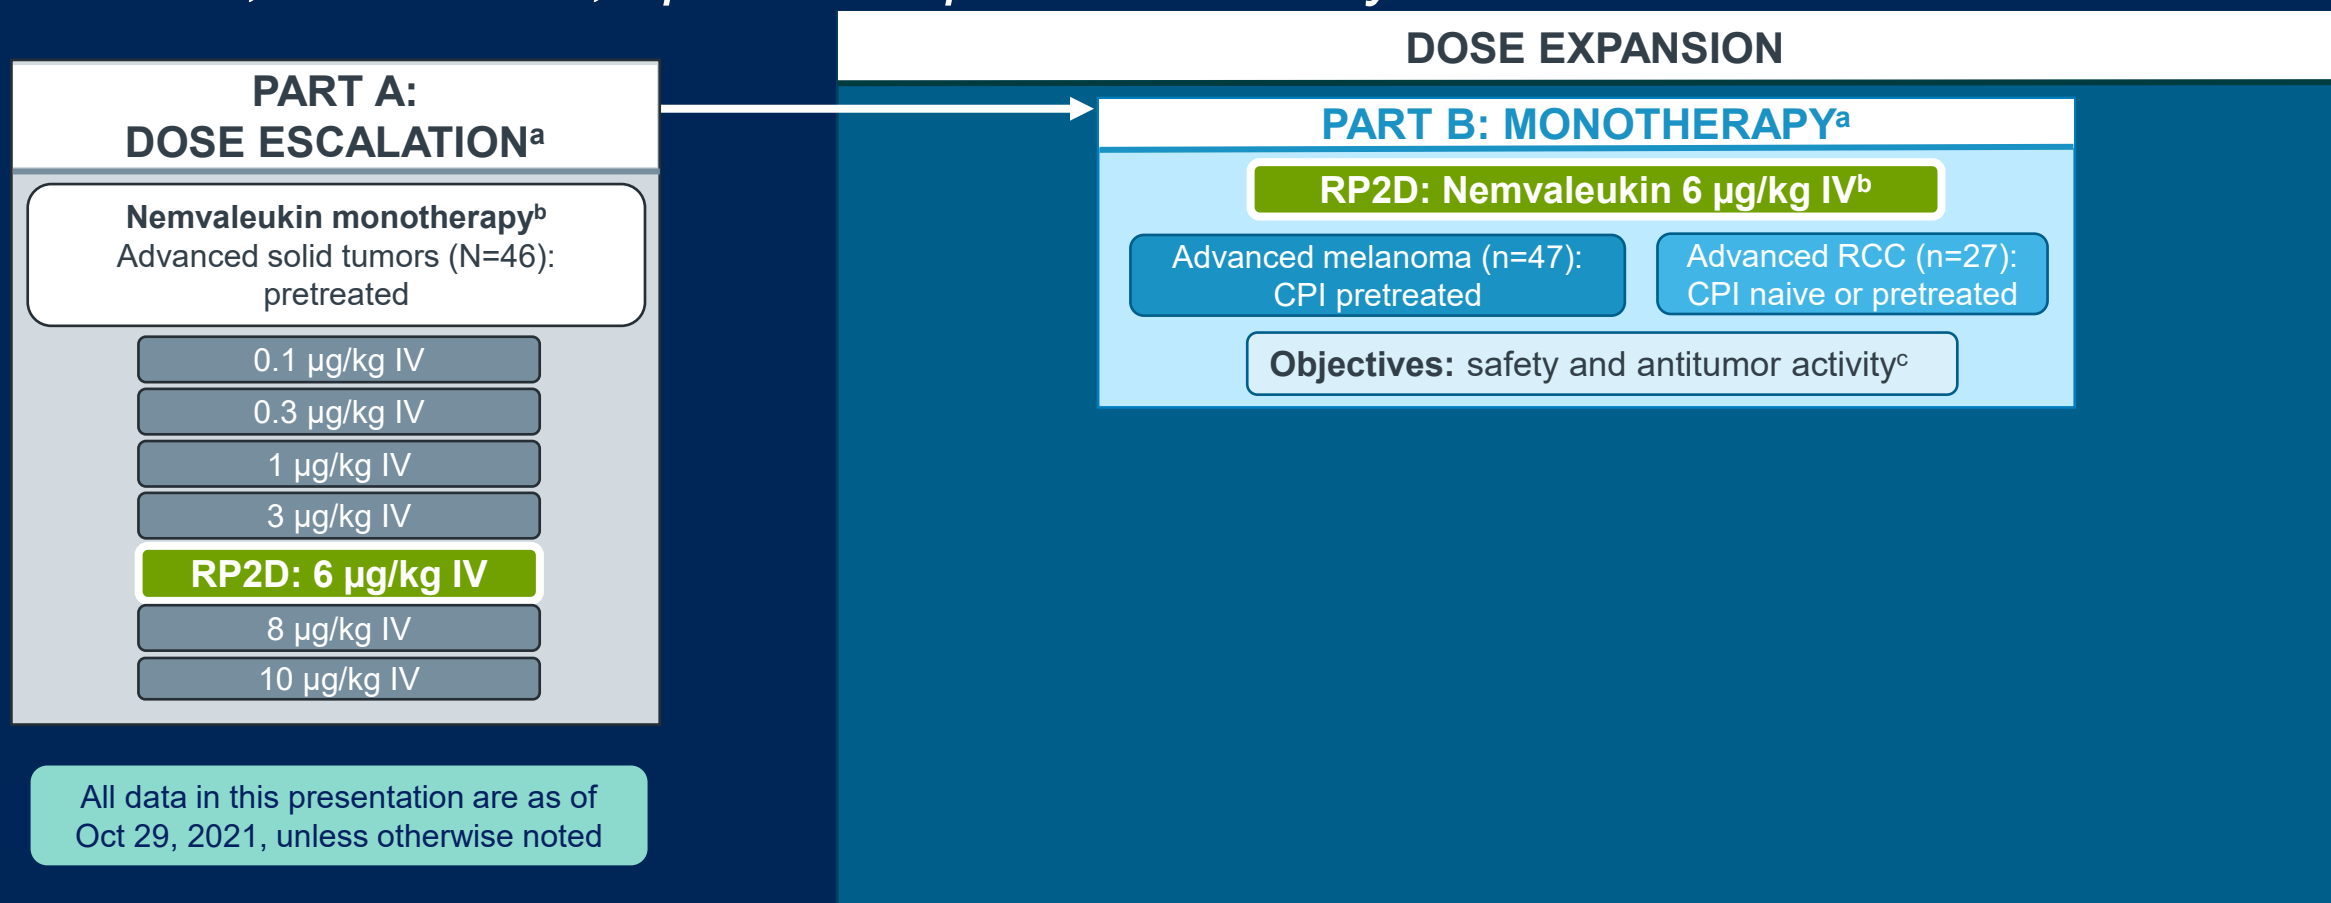 PART A:
DOSE ESCALATIONᵃ
Nemvaleukin monotherapyᵇ
Advanced solid tumors (N=46):
pretreated
0.1 µg/kg IV
0.3 µg/kg IV
1 µg/kg IV
3 µg/kg IV
RP2D: 6 µg/kg IV
8 µg/kg IV
10 µg/kg IV
All data in this presentation are as of
Oct 29, 2021, unless otherwise noted
DOSE EXPANSION
PART B: MONOTHERAPYᵃ
RP2D: Nemvaleukin 6 µg/kg IVᵇ
Advanced melanoma (n=47):
CPI pretreated
Advanced RCC (n=27):
CPI naive or pretreated
Objectives: safety and antitumor activityᶜ